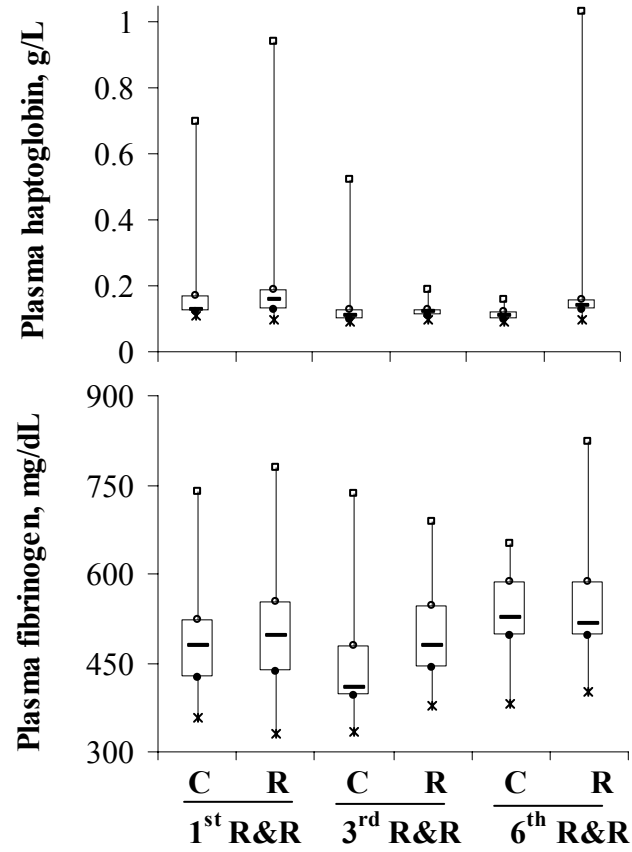 Plasma haptoglobin, g/L
1
0.8
0.6
0.4
0.2
0
Plasma fibrinogen, mg/dL
900
750
600
450
300
C R C R C R
1st R&R 3rd R&R 6th R&R